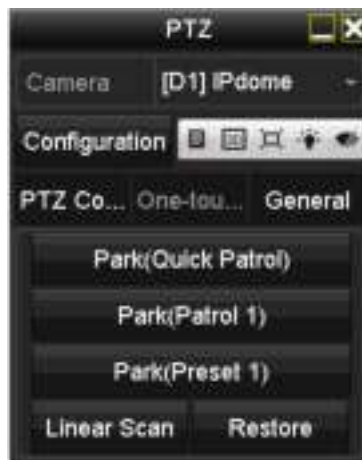 PTZ
Camera [D1] IPdome
Configuration
PTZ Co... One-tou... General
Park(Quick Patrol)
Park(Patrol 1)
Park(Preset 1)
Linear Scan Restore